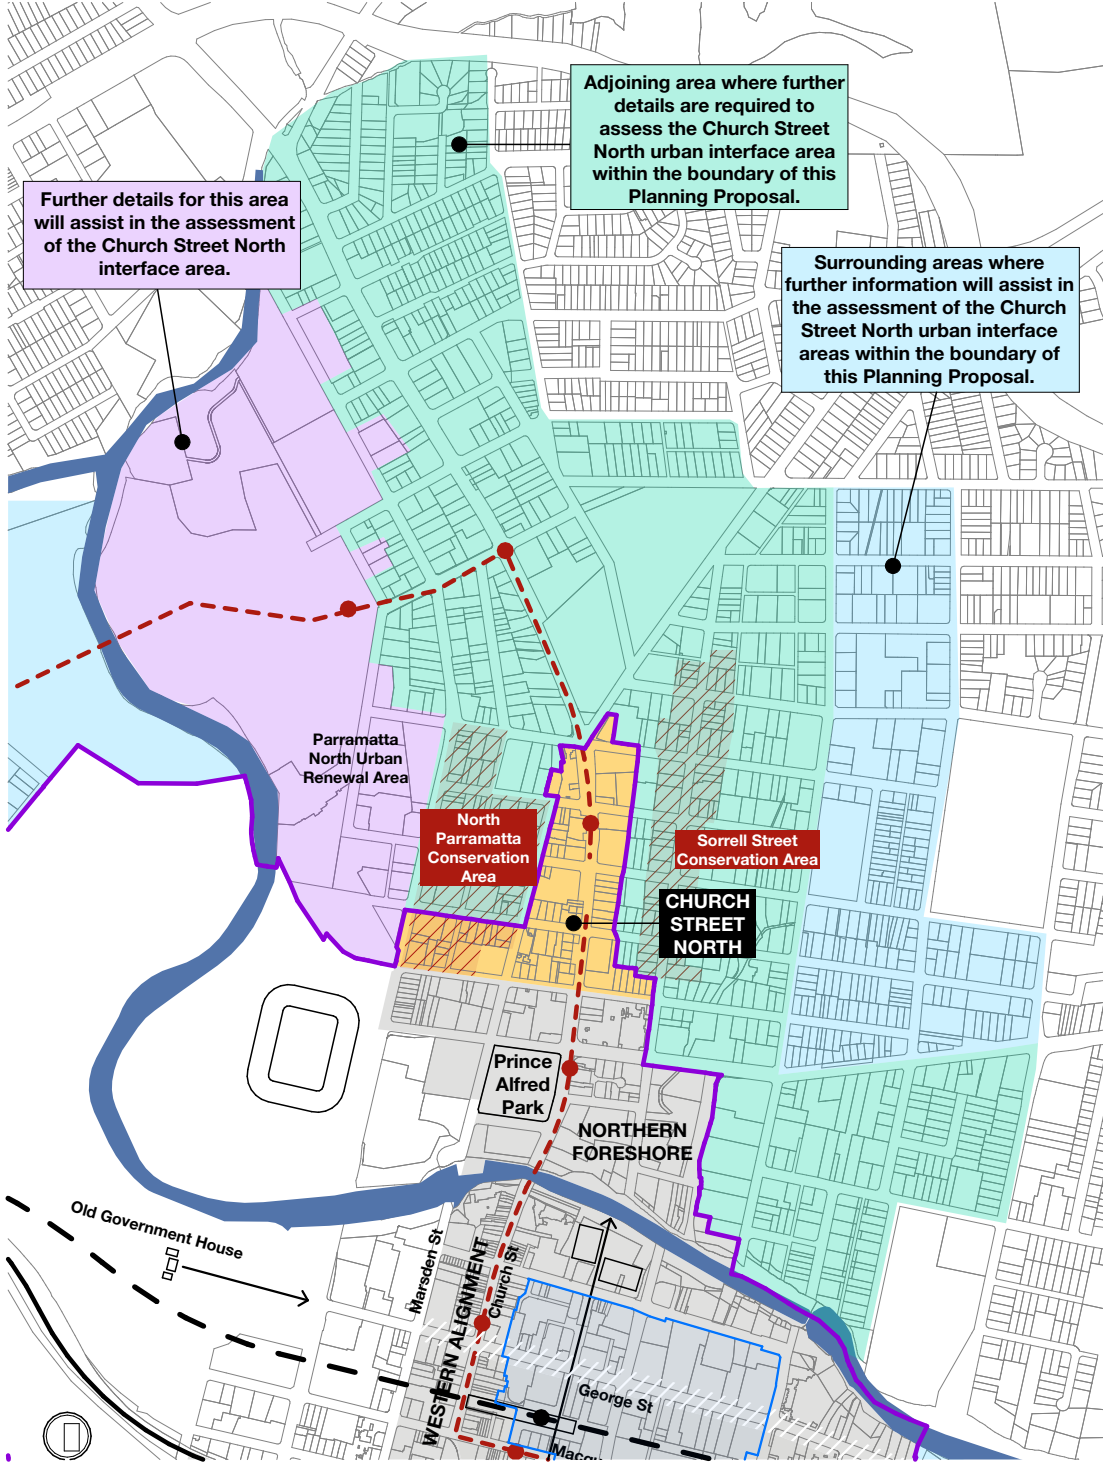 Adjoining area where further
details are required to
assess the Church Street
North urban interface area
within the boundary of this
Planning Proposal.
Further details for this area
will assist in the assessment
of the Church Street North
interface area.
Surrounding areas where
further information will assist in
the assessment of the Church
Street North urban interface
areas within the boundary of
this Planning Proposal.
Parramatta
North Urban
Renewal Area
North
Parramatta
Conservation
Area
Sorrell Street
Conservation Area
CHURCH
STREET
NORTH
Prince
Alfred
Park
NORTHERN
FORESHORE
Old Government House
Marsden St
WESTERN ALIGNMENT
Church St
George St